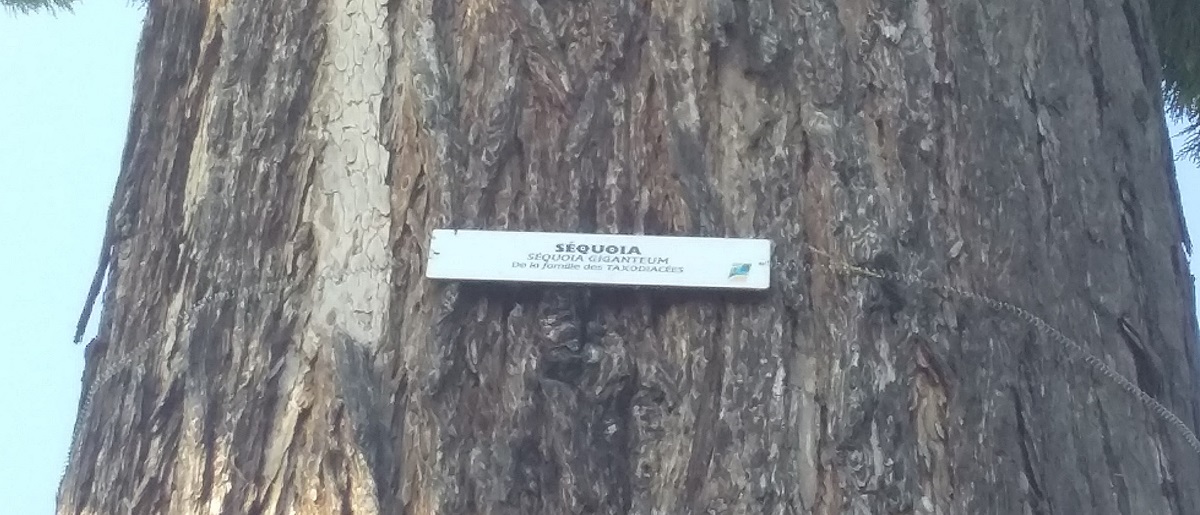 SÉQUOIA
SÉQUOIA GIGANTEUM
De la famille des TAXODIACÉES